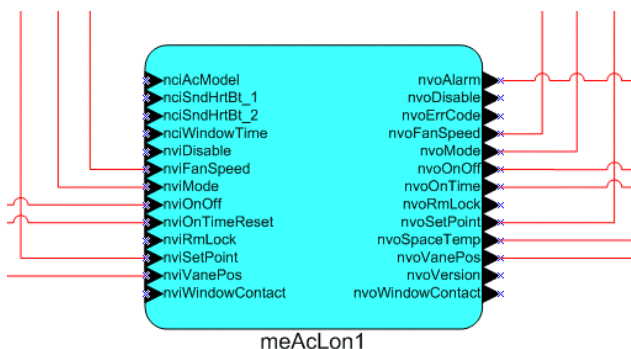 nciAcModel nvoAlarm
nciSndHrtBt_1 nvoDisable
nciSndHrtBt_2 nvoErrCode
nciWindowTime nvoFanSpeed
nviDisable nvoMode
nviFanSpeed nvoOnOff
nviMode nvoOnTime
nviOnOff nvoRmLock
nviOnTimeReset nvoSetPoint
nviRmLock nvoSpaceTemp
nviSetPoint nvoVanePos
nviVanePos nvoVersion
nviWindowContact nvoWindowContact
meAcLon1